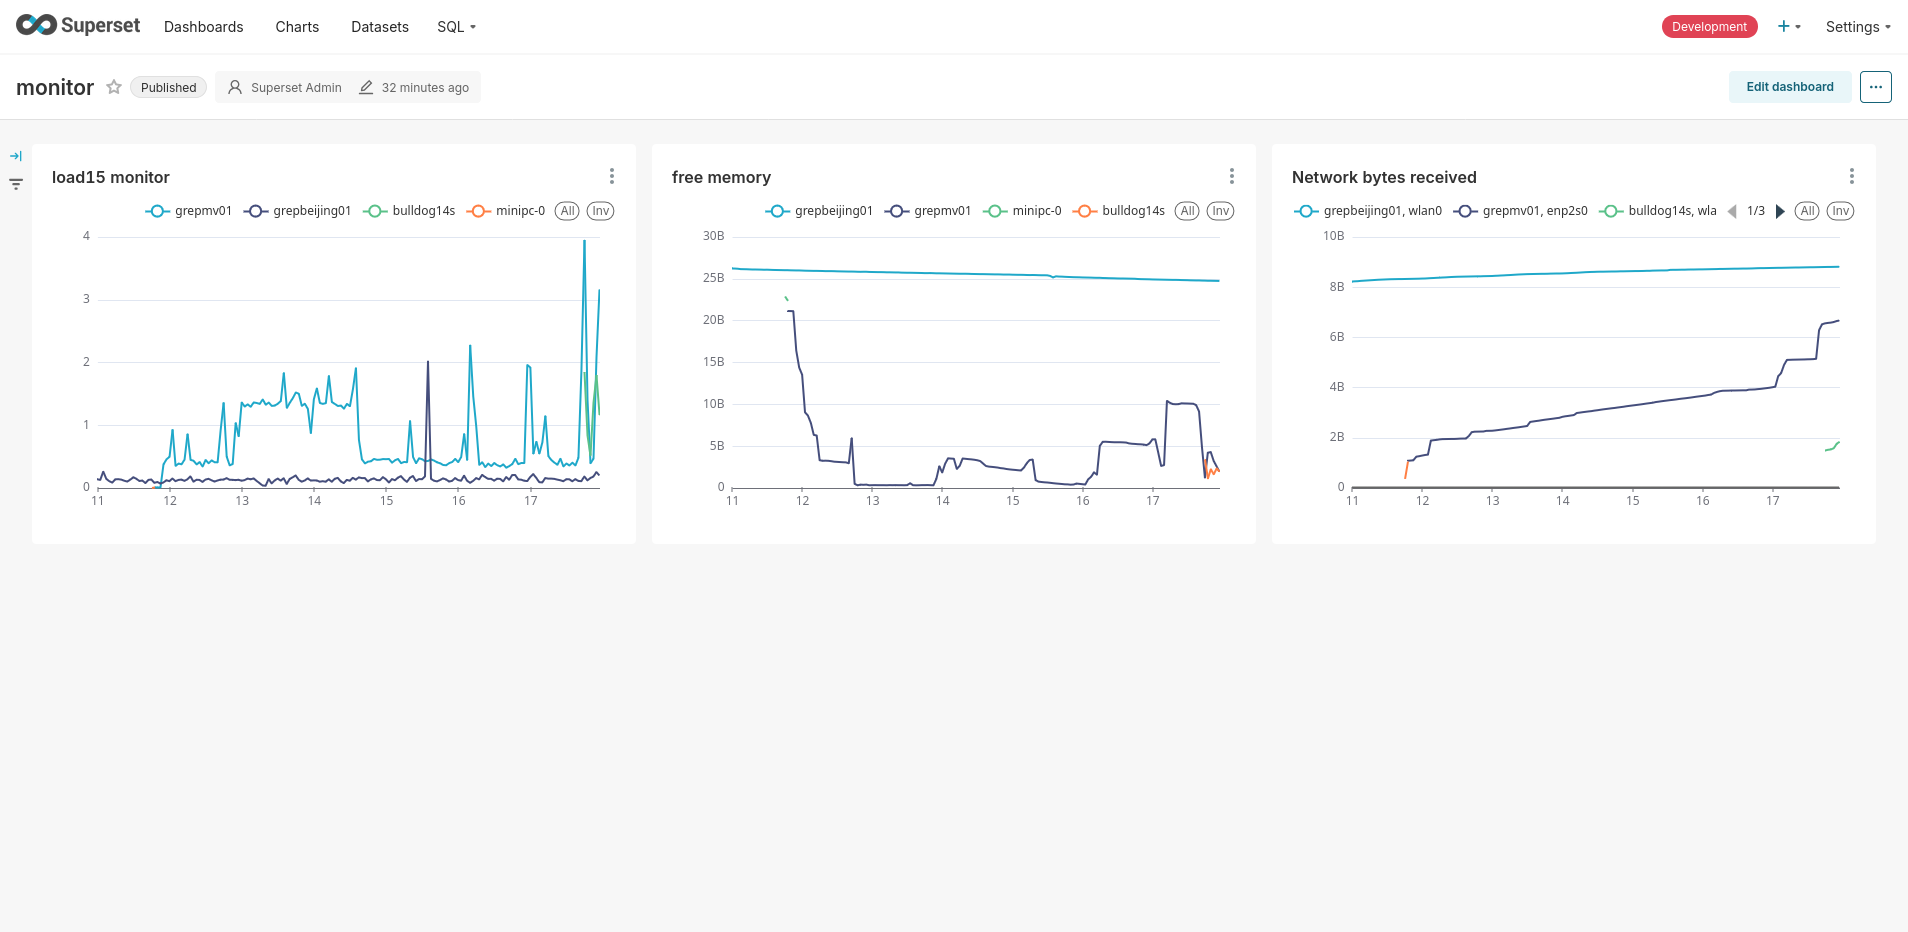 Superset Dashboards Charts Datasets SQL Development + Settings
monitor Published Superset Admin 32 minutes ago Edit dashboard ...
load15 monitor
grepmv01 grepbeijing01 bulldog14s minipc-0 All Inv
4
3
2
1
0
11 12 13 14 15 16 17
free memory
grepbeijing01 grepmv01 minipc-0 bulldog14s All Inv
30B
25B
20B
15B
10B
5B
0
11 12 13 14 15 16 17
Network bytes received
grepbeijing01, wlan0 grepmv01, enp2s0 bulldog14s, wla 1/3 All Inv
10B
8B
6B
4B
2B
0
11 12 13 14 15 16 17